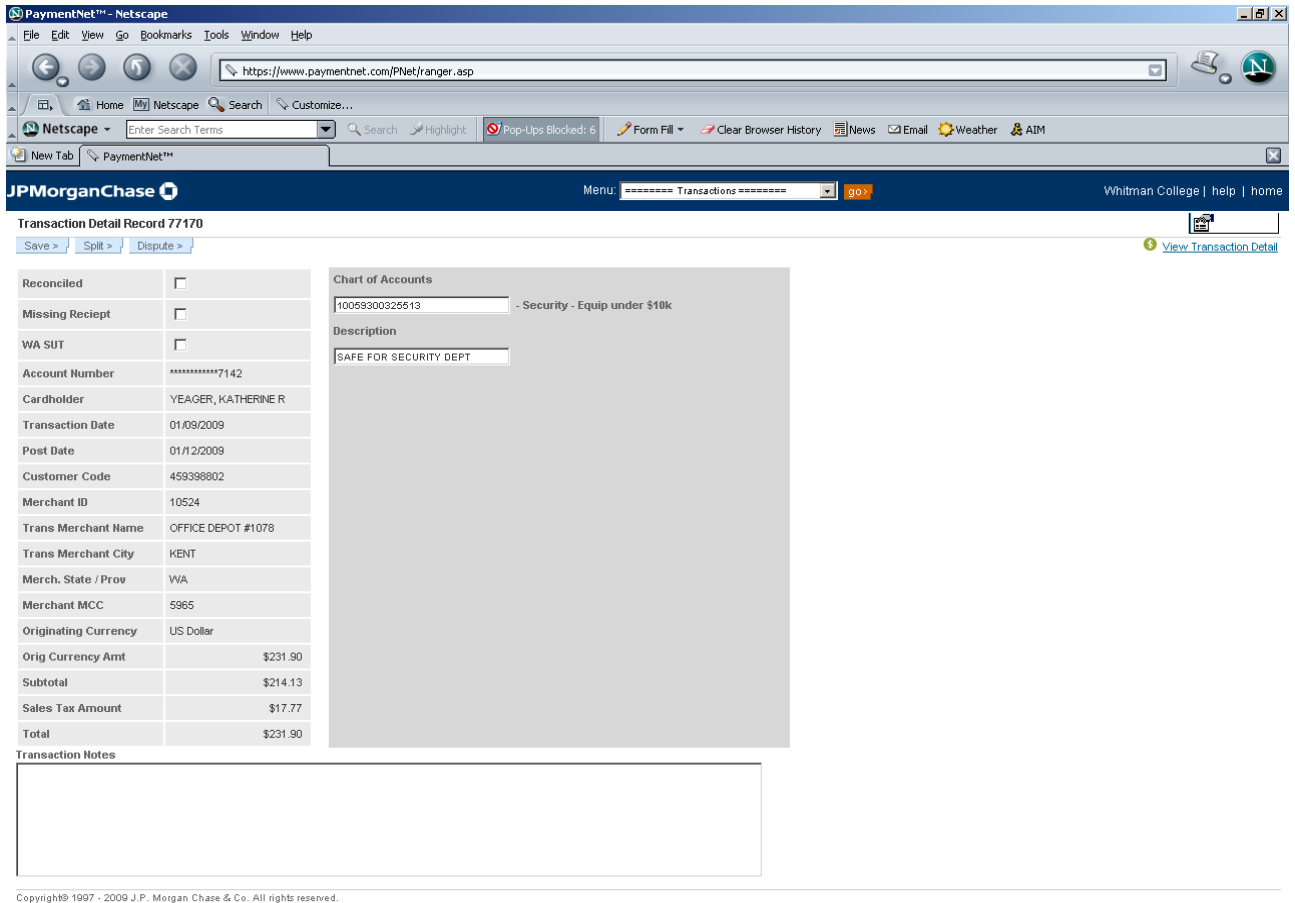 PaymentNet™ - Netscape
File Edit View Go Bookmarks Tools Window Help
https://www.paymentnet.com/PNet/ranger.asp
Home My Netscape Search Customize...
Netscape Enter Search Terms Search Highlight Pop-Ups Blocked: 6 Form Fill Clear Browser History News Email Weather AIM
New Tab PaymentNet™
JPMorganChase Menu: ======== Transactions ======== go> Whitman College | help | home
Transaction Detail Record 77170
Save > Split > Dispute > View Transaction Detail
Reconciled
Missing Reciept
WA SUT
Account Number ************7142
Cardholder YEAGER, KATHERINE R
Transaction Date 01/09/2009
Post Date 01/12/2009
Customer Code 459398802
Merchant ID 10524
Trans Merchant Name OFFICE DEPOT #1078
Trans Merchant City KENT
Merch. State / Prov WA
Merchant MCC 5965
Originating Currency US Dollar
Orig Currency Amt $231.90
Subtotal $214.13
Sales Tax Amount $17.77
Total $231.90
Chart of Accounts
10059300325513 - Security - Equip under $10k
Description
SAFE FOR SECURITY DEPT
Transaction Notes
Copyright© 1997 - 2009 J.P. Morgan Chase & Co. All rights reserved.